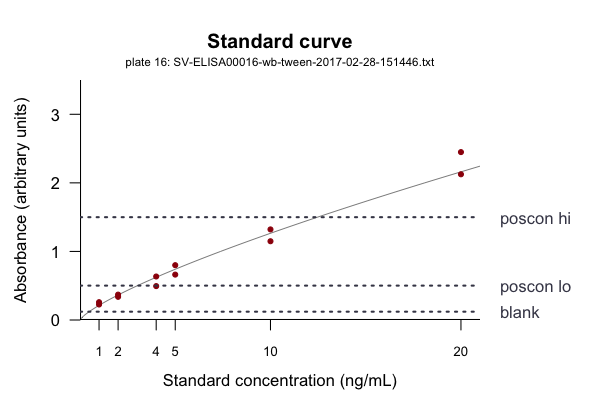 Standard curve
plate 16: SV-ELISA00016-wb-tween-2017-02-28-151446.txt
Absorbance (arbitrary units)
3
2
1
0
poscon hi
poscon lo
blank
1 2 4 5 10 20
Standard concentration (ng/mL)